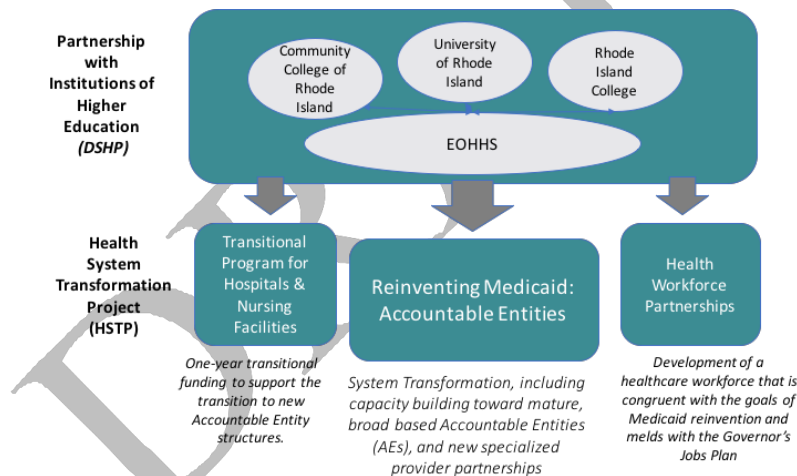 Partnership
with
Institutions of
Higher
Education
(DSHP)
Community
College of
Rhode
Island
University
of Rhode
Island
Rhode
Island
College
EOHHS
Health
System
Transformation
Project
(HSTP)
Transitional
Program for
Hospitals &
Nursing
Facilities
Reinventing Medicaid:
Accountable Entities
Health
Workforce
Partnerships
One-year transitional
funding to support the
transition to new
Accountable Entity
structures.
System Transformation, including
capacity building toward mature,
broad based Accountable Entities
(AEs), and new specialized
provider partnerships
Development of a
healthcare workforce that is
congruent with the goals of
Medicaid reinvention and
melds with the Governor's
Jobs Plan